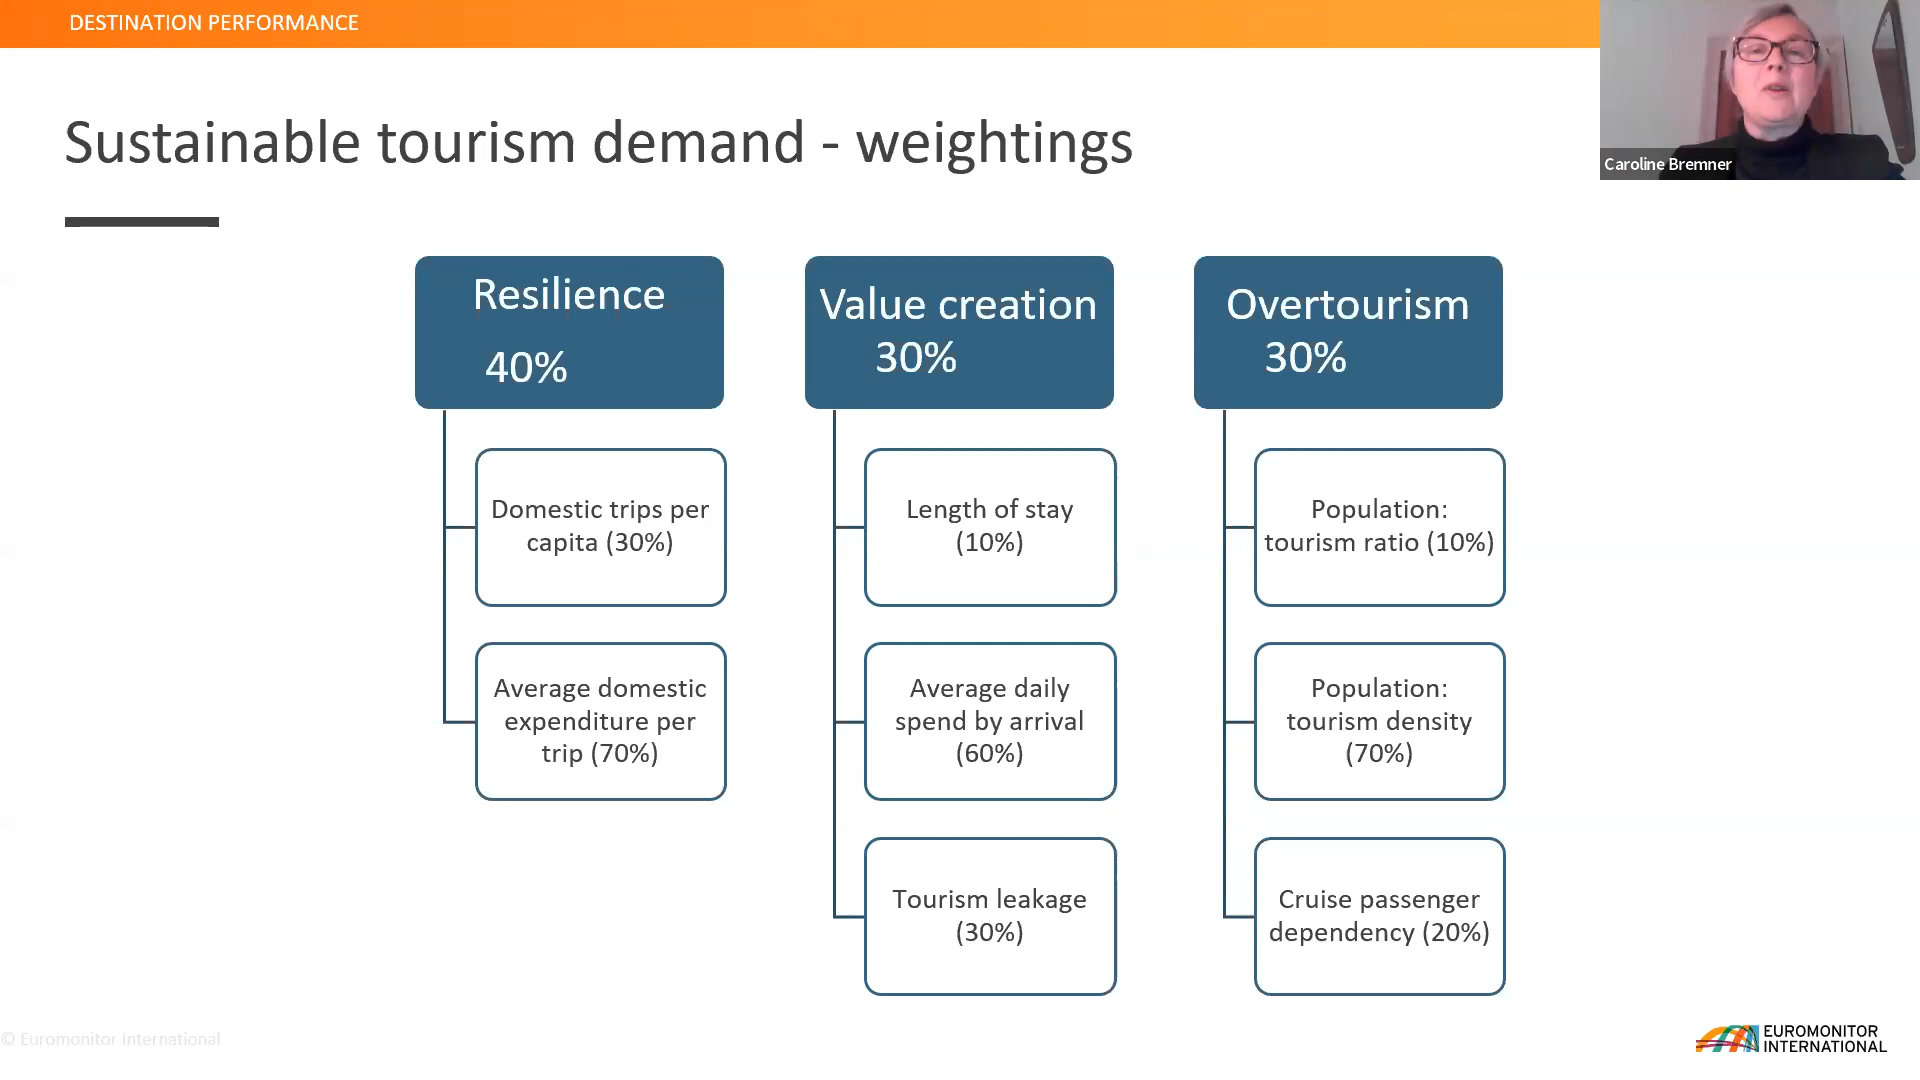 DESTINATION PERFORMANCE
Caroline Bremner
Sustainable tourism demand - weightings
Resilience
40%
Domestic trips per
capita (30%)
Average domestic
expenditure per
trip (70%)
Value creation
30%
Length of stay
(10%)
Average daily
spend by arrival
(60%)
Tourism leakage
(30%)
Overtourism
30%
Population:
tourism ratio (10%)
Population:
tourism density
(70%)
Cruise passenger
dependency (20%)
© Euromonitor International
EUROMONITOR
INTERNATIONAL